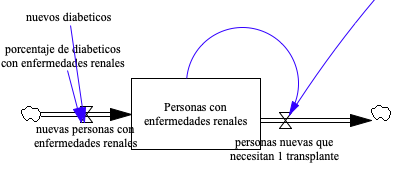 nuevos diabeticos
porcentaje de diabeticos
con enfermedades renales
Personas con
enfermedades renales
nuevas personas con
enfermedades renales
personas nuevas que
necesitan 1 transplante